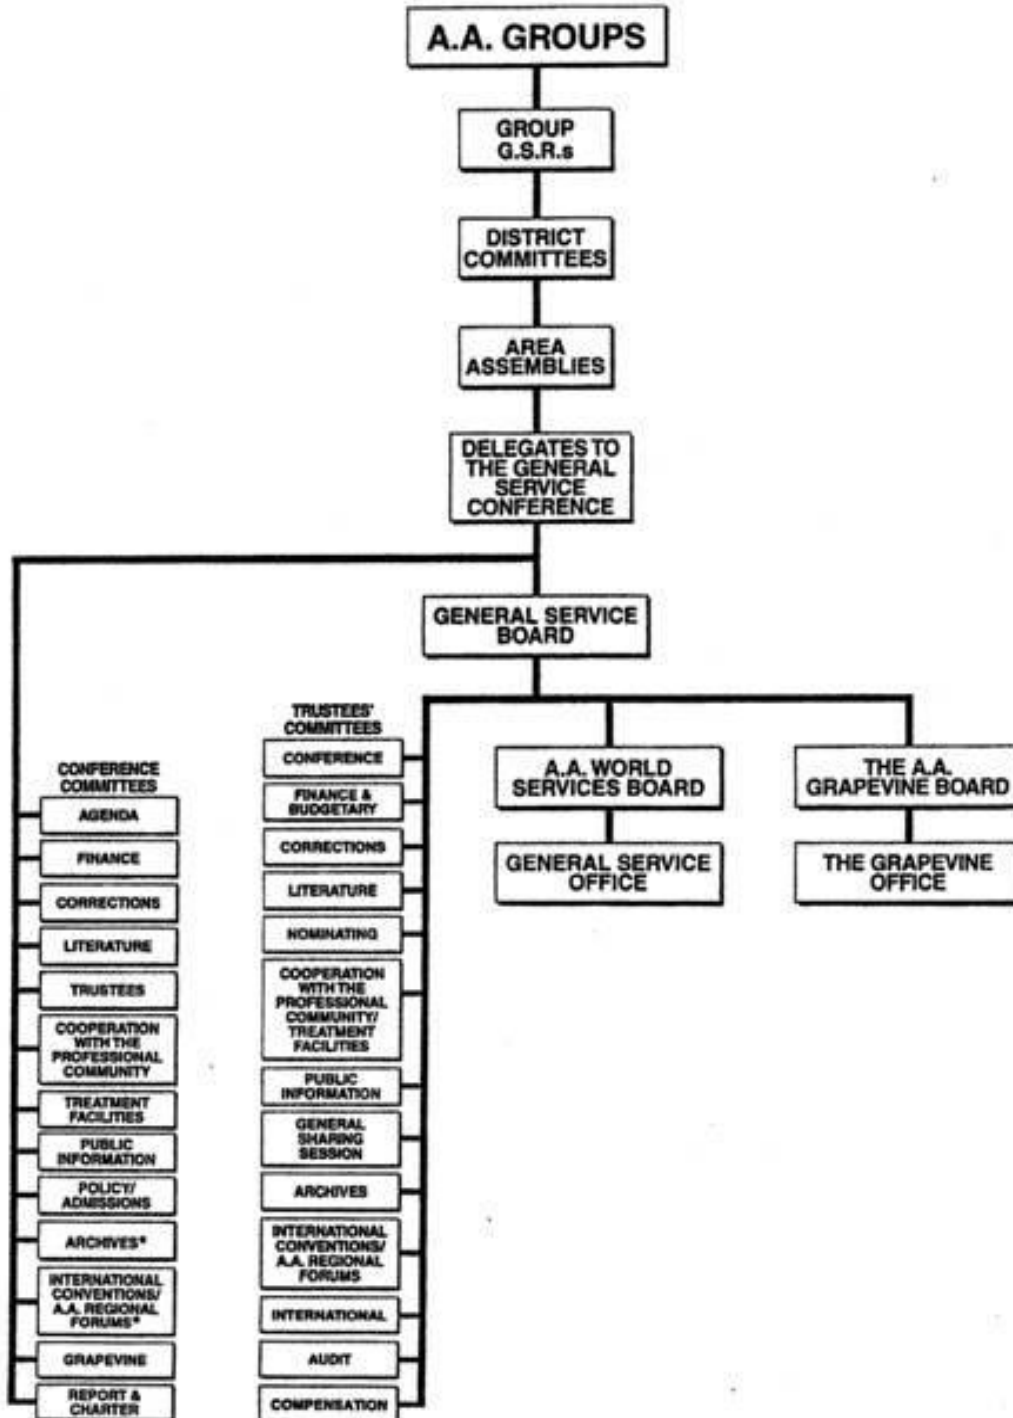 A.A. GROUPS
GROUP
G.S.R.s
DISTRICT
COMMITTEES
AREA
ASSEMBLIES
DELEGATES TO
THE GENERAL
SERVICE
CONFERENCE
GENERAL SERVICE
BOARD
CONFERENCE
COMMITTEES
AGENDA
FINANCE
CORRECTIONS
LITERATURE
TRUSTEES
COOPERATION
WITH THE
PROFESSIONAL
COMMUNITY
TREATMENT
FACILITIES
PUBLIC
INFORMATION
POLICY/
ADMISSIONS
ARCHIVES*
INTERNATIONAL
CONVENTIONS/
A.A. REGIONAL
FORUMS*
GRAPEVINE
REPORT &
CHARTER
TRUSTEES'
COMMITTEES
CONFERENCE
FINANCE &
BUDGETARY
CORRECTIONS
LITERATURE
NOMINATING
COOPERATION
WITH THE
PROFESSIONAL
COMMUNITY/
TREATMENT
FACILITIES
PUBLIC
INFORMATION
GENERAL
SHARING
SESSION
ARCHIVES
INTERNATIONAL
CONVENTIONS/
A.A. REGIONAL
FORUMS
INTERNATIONAL
AUDIT
COMPENSATION
A.A. WORLD
SERVICES BOARD
GENERAL SERVICE
OFFICE
THE A.A.
GRAPEVINE BOARD
THE GRAPEVINE
OFFICE